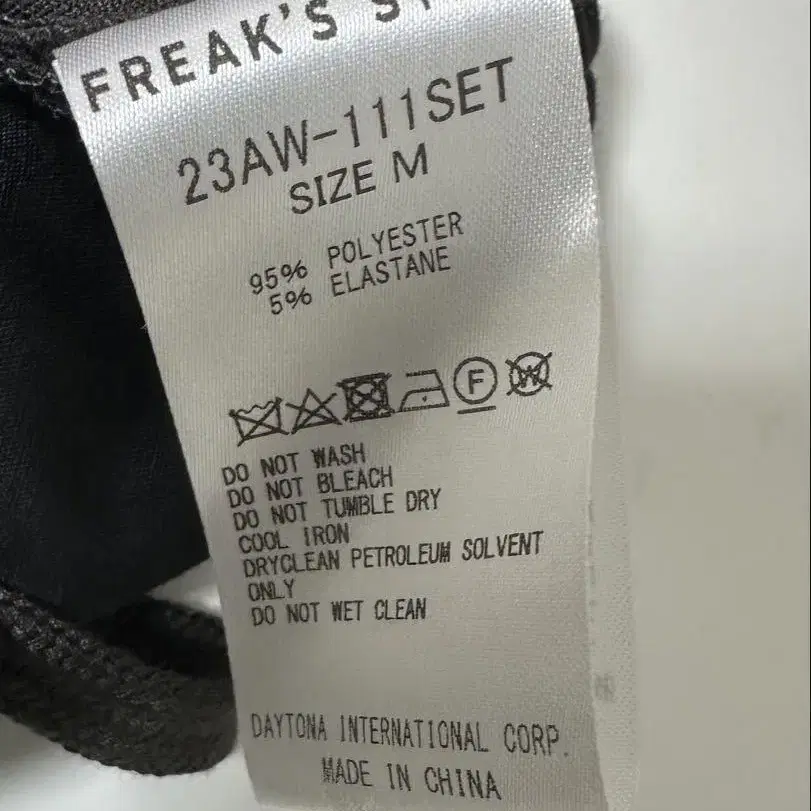 FREAK'S
23AW-111SET
SIZE M
95% POLYESTER
5% ELASTANE
F W
DO NOT WASH
DO NOT BLEACH
DO NOT TUMBLE DRY
COOL IRON
DRYCLEAN PETROLEUM SOLVENT
ONLY
DO NOT WET CLEAN
DAYTONA INTERNATIONAL CORP.
MADE IN CHINA